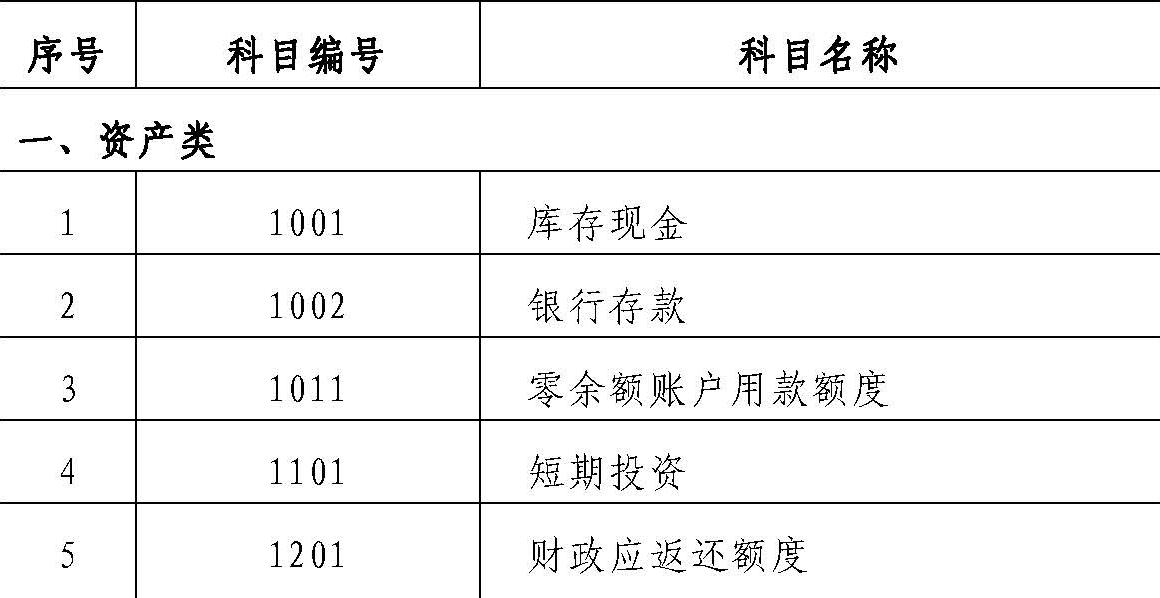 序号 科目编号 科目名称
一、资产类
1 1001 库存现金
2 1002 银行存款
3 1011 零余额账户用款额度
4 1101 短期投资
5 1201 财政应返还额度